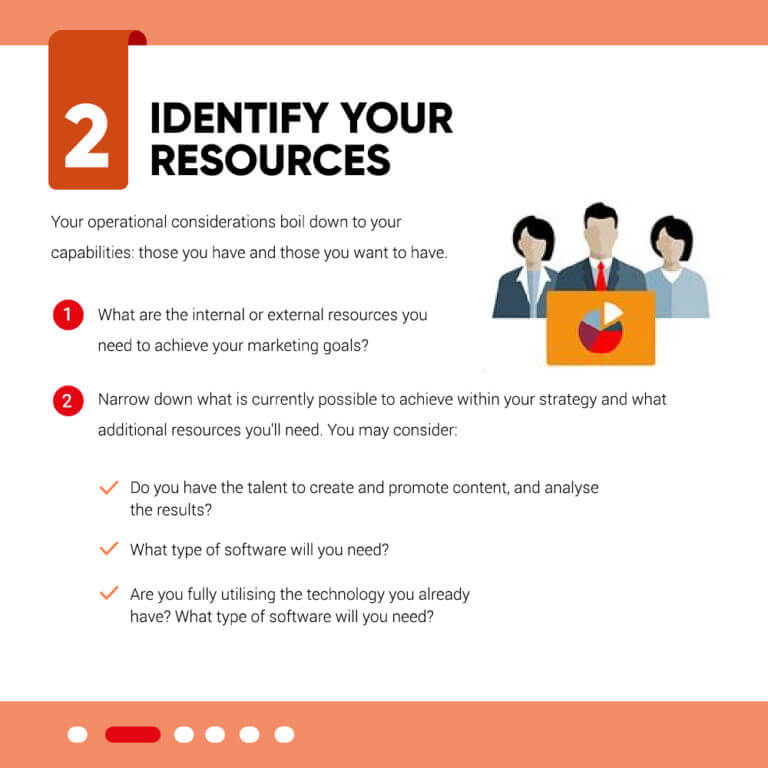 2
IDENTIFY YOUR
RESOURCES
Your operational considerations boil down to your
capabilities: those you have and those you want to have.
1
What are the internal or external resources you
need to achieve your marketing goals?
2
Narrow down what is currently possible to achieve within your strategy and what
additional resources you'll need. You may consider:
Do you have the talent to create and promote content, and analyse
the results?
What type of software will you need?
Are you fully utilising the technology you already
have? What type of software will you need?